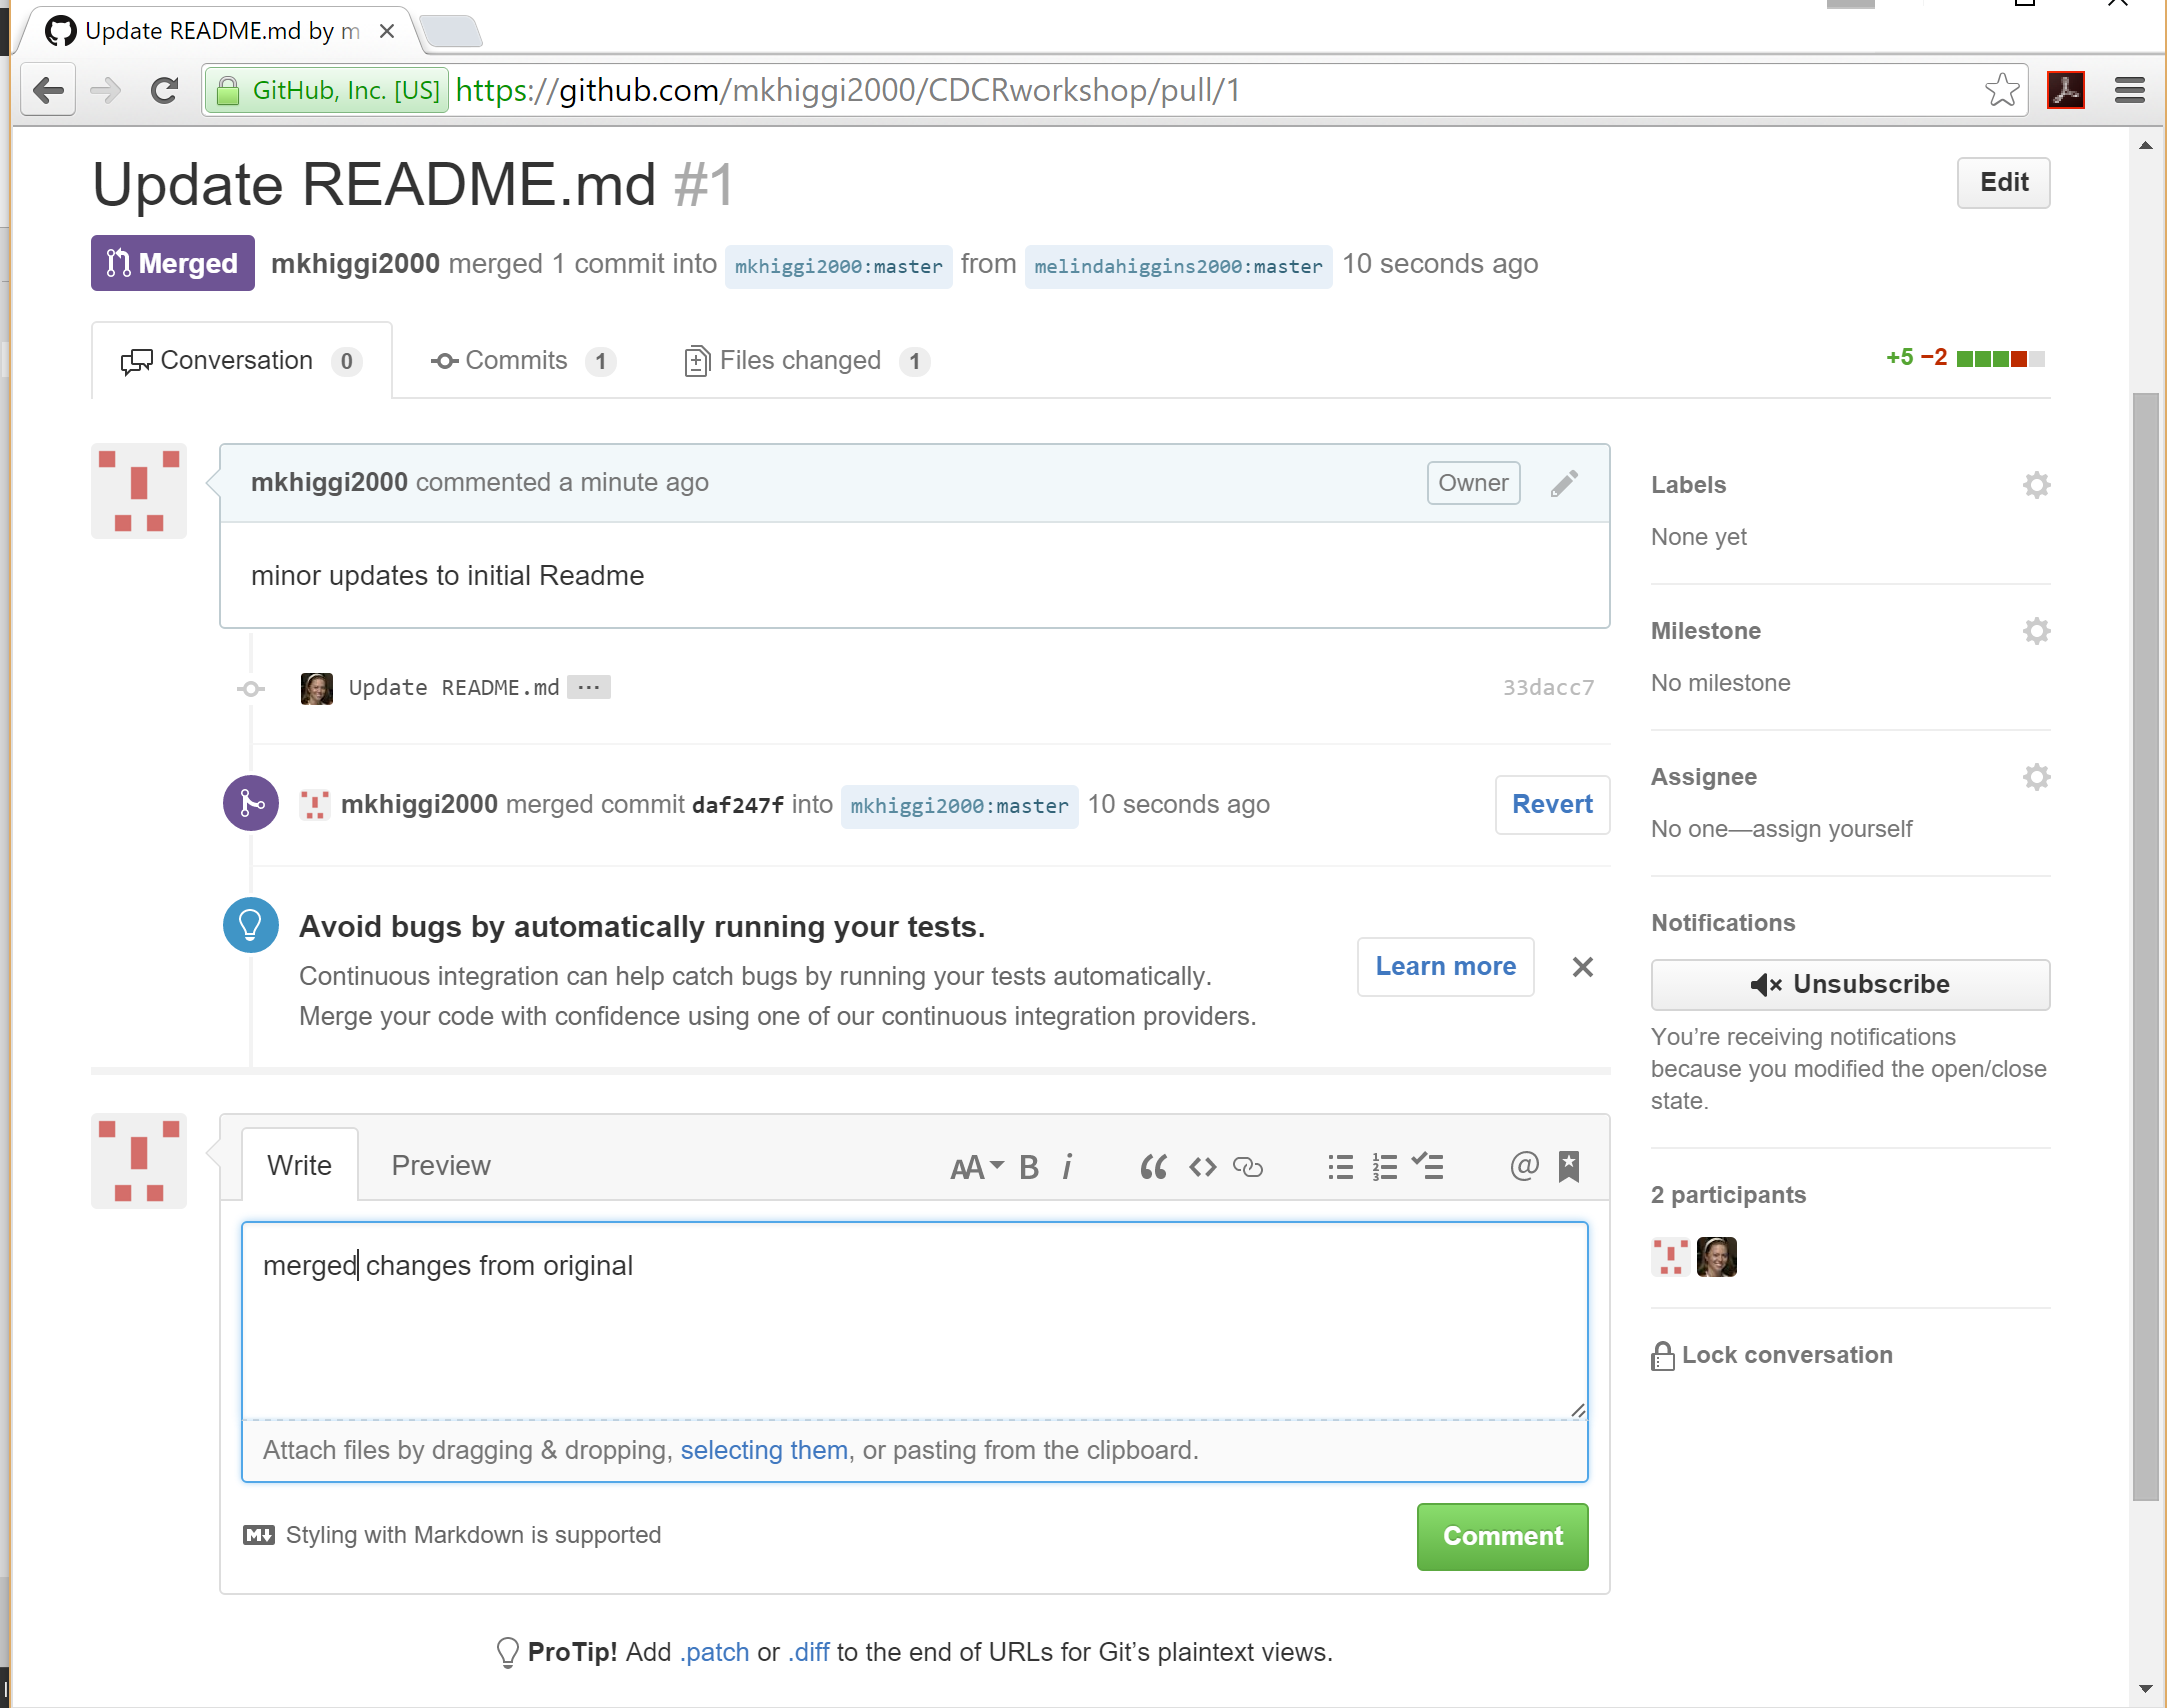 Update README.md by m
GitHub, Inc. [US] https://github.com/mkhiggi2000/CDCRworkshop/pull/1
Update README.md #1
Edit
Merged mkhiggi2000 merged 1 commit into mkhiggi2000:master from melindahiggins2000:master 10 seconds ago
Conversation 0 Commits 1 Files changed 1 +5 −2
mkhiggi2000 commented a minute ago Owner
minor updates to initial Readme
Update README.md ... 33dacc7
mkhiggi2000 merged commit daf247f into mkhiggi2000:master 10 seconds ago Revert
Avoid bugs by automatically running your tests.
Continuous integration can help catch bugs by running your tests automatically.
Merge your code with confidence using one of our continuous integration providers.
Learn more
Labels
None yet
Milestone
No milestone
Assignee
No one—assign yourself
Notifications
Unsubscribe
You’re receiving notifications
because you modified the open/close
state.
2 participants
Lock conversation
Write Preview AA B i
merged changes from original
Attach files by dragging & dropping, selecting them, or pasting from the clipboard.
Styling with Markdown is supported
Comment
ProTip! Add .patch or .diff to the end of URLs for Git’s plaintext views.